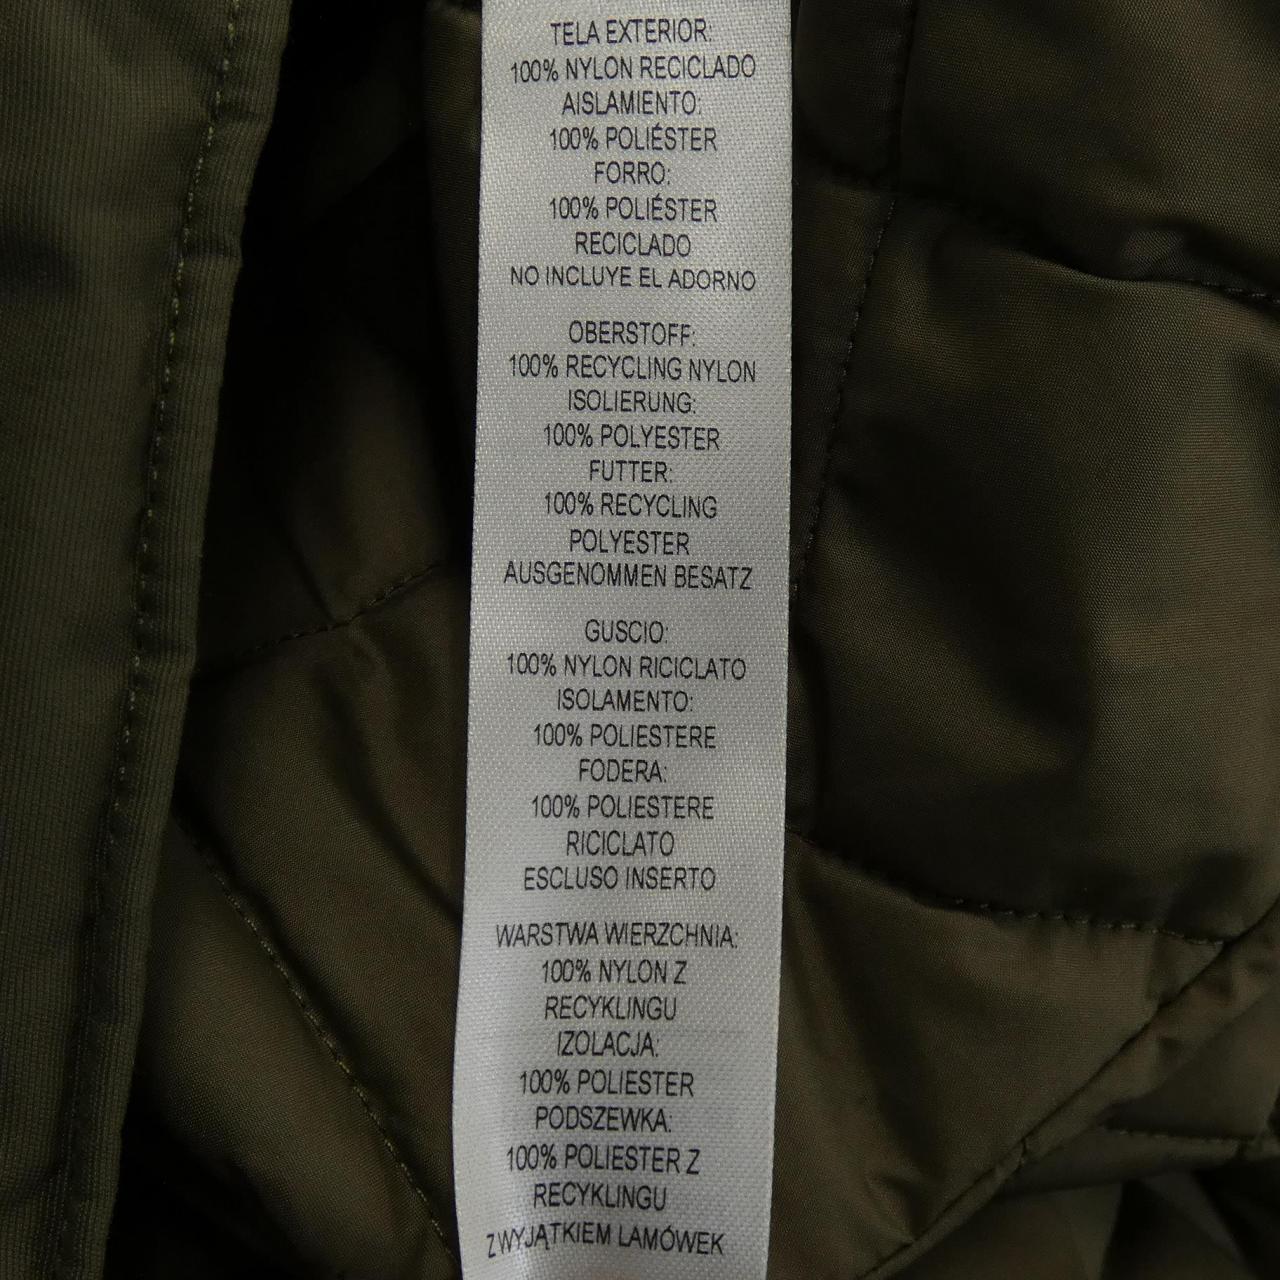 TELA EXTERIOR:
100% NYLON RECICLADO
AISLAMIENTO:
100% POLIÉSTER
FORRO:
100% POLIÉSTER
RECICLADO
NO INCLUYE EL ADORNO
OBERSTOFF:
100% RECYCLING NYLON
ISOLIERUNG:
100% POLYESTER
FUTTER:
100% RECYCLING
POLYESTER
AUSGENOMMEN BESATZ
GUSCIO:
100% NYLON RICICLATO
ISOLAMENTO:
100% POLIESTERE
FODERA:
100% POLIESTERE
RICICLATO
ESCLUSO INSERTO
WARSTWA WIERZCHNIA:
100% NYLON Z
RECYKLINGU
IZOLACJA:
100% POLIESTER
PODSZEWKA:
100% POLIESTER Z
RECYKLINGU
Z WYJĄTKIEM LAMÓWEK